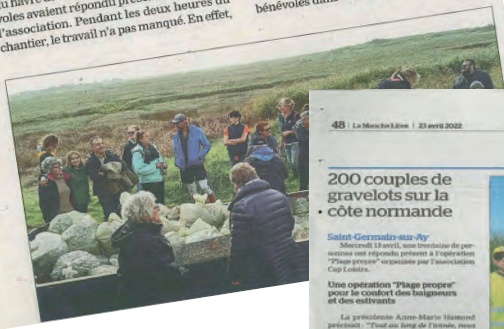 voles avaient répondu
l'association. Pendant les deux heures du
chantier, le travail n'a pas manqué. En effet,
bénévoles dans
48 | La Manche Libre | 23 avril 2022
200 couples de
gravelots sur la
côte normande
Saint-Germain-sur-Ay
Mercredi 13 avril, une trentaine de per-
sonnes ont répondu présent à l'opération
"Plage propre" organisée par l'association
Cap Loisirs.
Une opération "Plage propre"
pour le confort des baigneurs
et des estivants
La présidente Anne-Marie Hamond
précisait : "Tout au long de l'année, nous